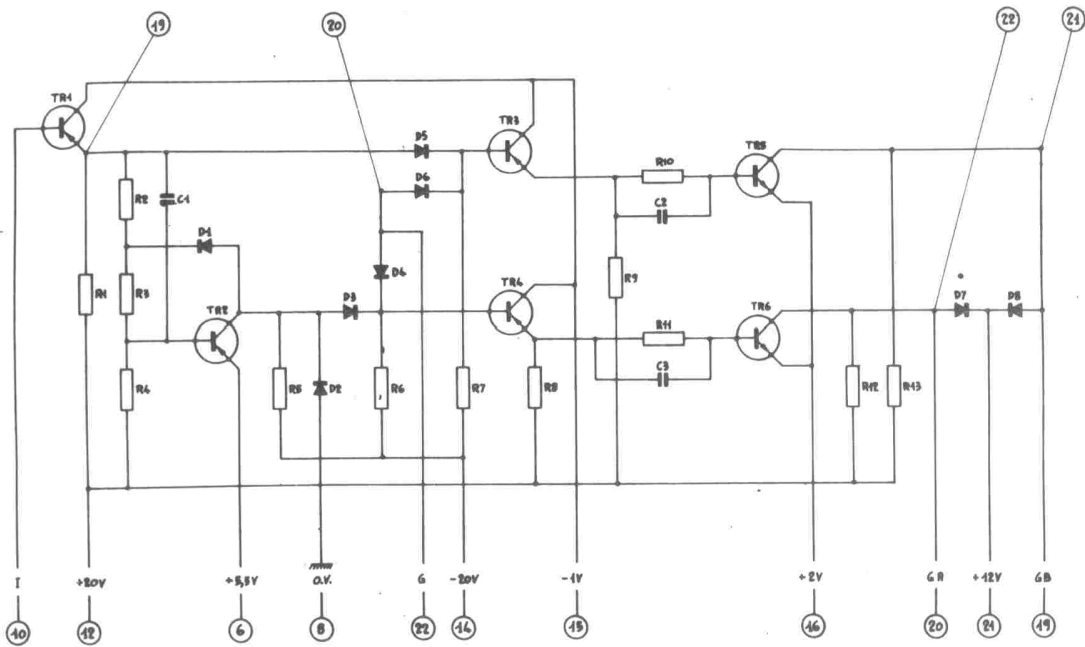 19
20
22
21
TR1
TR3
TR5
D5
D6
R10
R2
C1
C2
D1
D4
R9
R1
R3
TR2
D3
TR4
R11
TR6
D7
D8
C3
R4
R5
D2
R6
R7
R8
R12
R13
I
+20V
+5,5V
0.V.
G
-20V
-1V
+2V
GA
+12V
GB
10
12
6
8
22
14
15
16
20
21
19